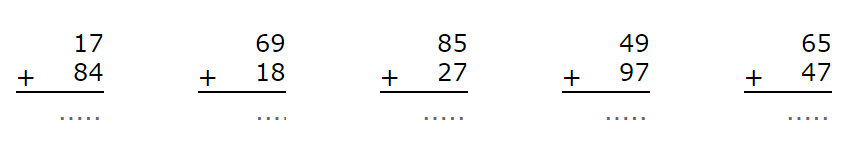 17 69 85 49 65
+ 84 + 18 + 27 + 97 + 47
..... .... ..... ..... .....